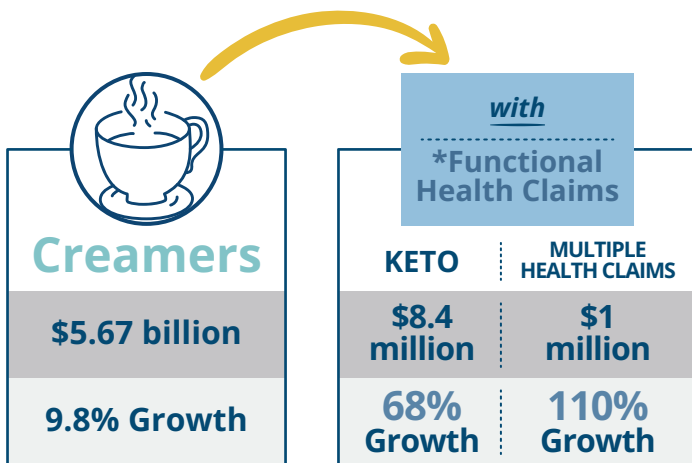 with
*Functional
Health Claims
Creamers
$5.67 billion
9.8% Growth
KETO
$8.4
million
68%
Growth
MULTIPLE
HEALTH CLAIMS
$1
million
110%
Growth